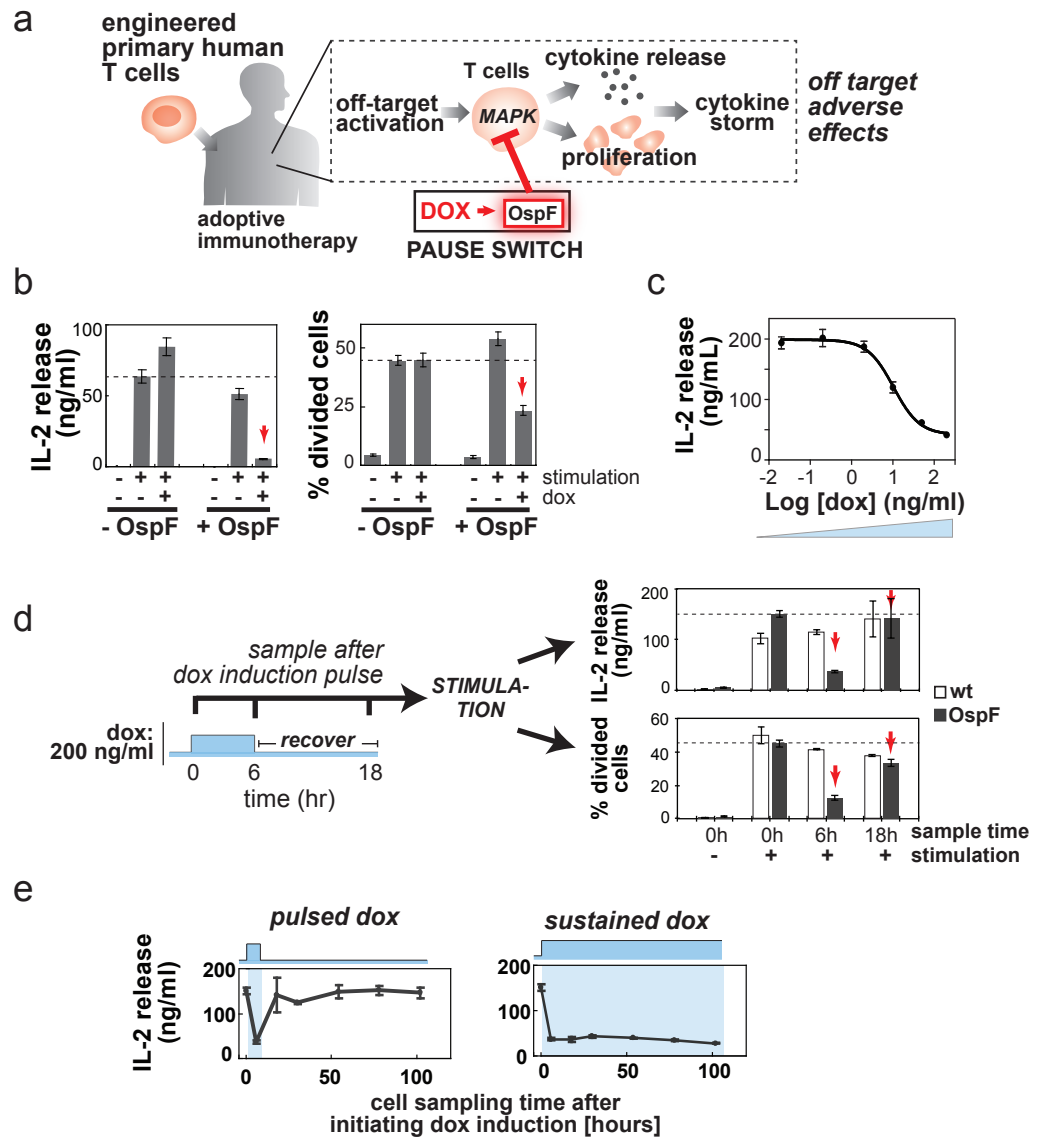 a
engineered
primary human
T cells
adoptive
immunotherapy
off-target
activation
T cells
MAPK
cytokine release
proliferation
cytokine
storm
off target
adverse
effects
DOX
OspF
PAUSE SWITCH
b
IL-2 release
(ng/ml)
100
50
0
- + + - + +
- - + - - +
- OspF + OspF
% divided cells
50
25
0
- + + - + + stimulation
- - + - - + dox
- OspF + OspF
c
IL-2 release
(ng/mL)
200
100
0
-2 -1 0 1 2
Log [dox] (ng/ml)
d
sample after
dox induction pulse
STIMULA-
TION
dox:
200 ng/ml
recover
0 6 18
time (hr)
IL-2 release
(ng/ml)
200
100
0
wt
OspF
% divided
cells
60
40
20
0
0h 0h 6h 18h sample time
- + + + stimulation
e
pulsed dox
IL-2 release
(ng/ml)
200
100
0
0 50 100
sustained dox
200
100
0
0 50 100
cell sampling time after
initiating dox induction [hours]